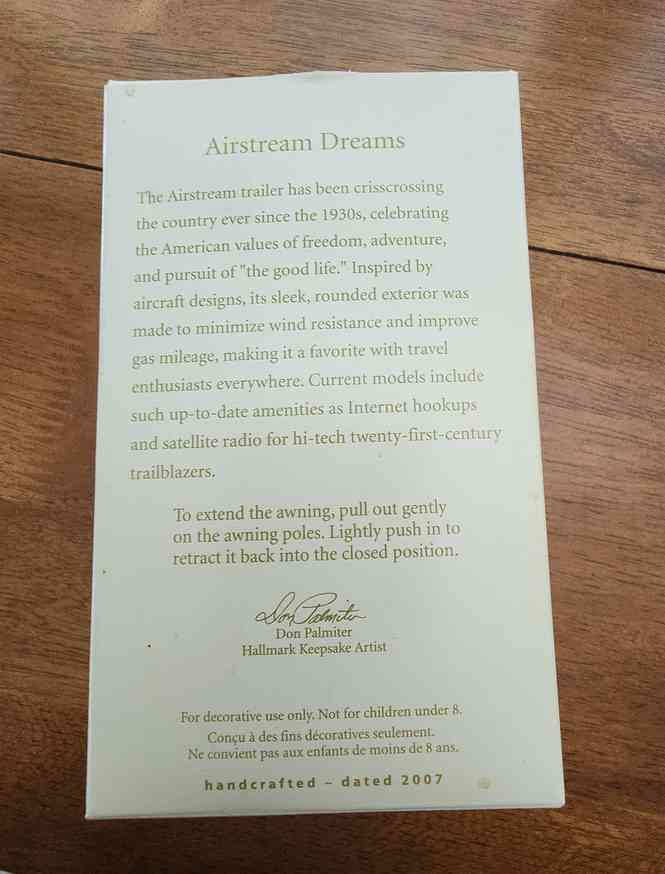 Airstream Dreams
The Airstream trailer has been crisscrossing
the country ever since the 1930s, celebrating
the American values of freedom, adventure,
and pursuit of "the good life." Inspired by
aircraft designs, its sleek, rounded exterior was
made to minimize wind resistance and improve
gas mileage, making it a favorite with travel
enthusiasts everywhere. Current models include
such up-to-date amenities as Internet hookups
and satellite radio for hi-tech twenty-first-century
trailblazers.
To extend the awning, pull out gently
on the awning poles. Lightly push in to
retract it back into the closed position.
Don Palmiter
Don Palmiter
Hallmark Keepsake Artist
For decorative use only. Not for children under 8.
Conçu à des fins décoratives seulement.
Ne convient pas aux enfants de moins de 8 ans.
handcrafted – dated 2007